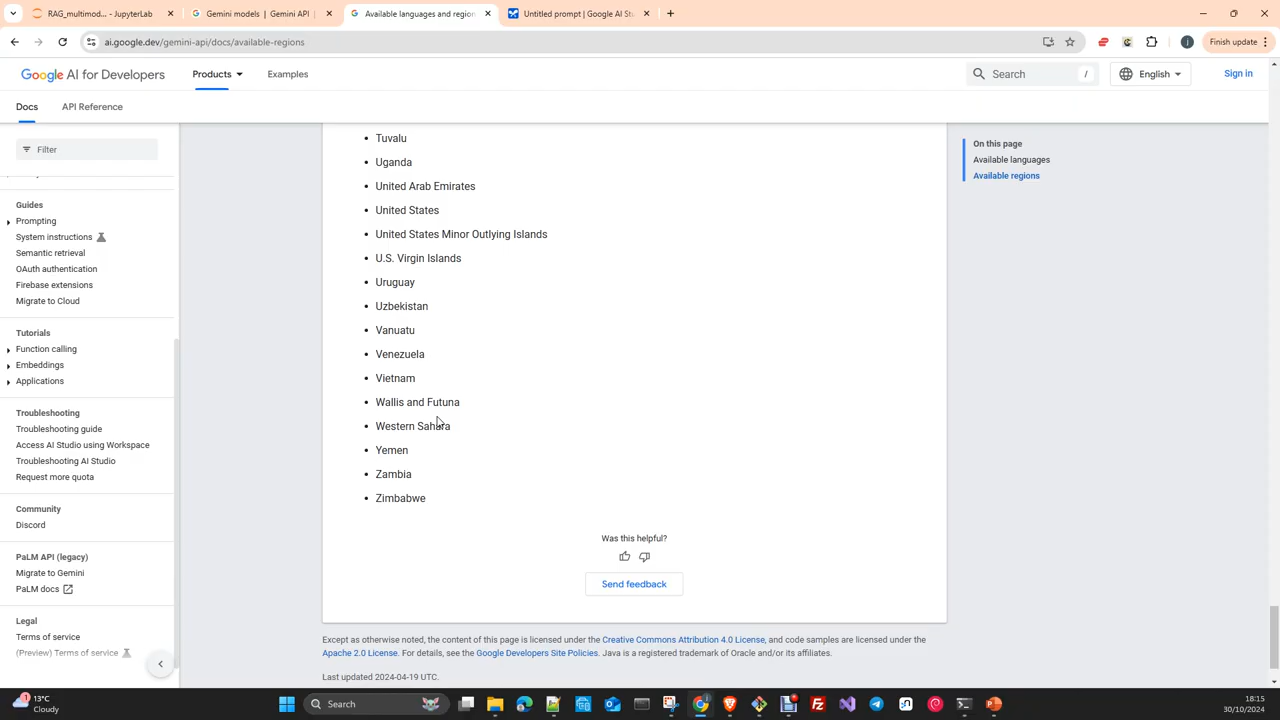 RAG_multimod... - JupyterLab
Gemini models | Gemini API |
Available languages and region
Untitled prompt | Google AI St
ai.google.dev/gemini-api/docs/available-regions
Finish update
Google AI for Developers
Products
Examples
Search
/
English
Sign in
Docs
API Reference
Filter
Guides
Prompting
System instructions
Semantic retrieval
OAuth authentication
Firebase extensions
Migrate to Cloud
Tutorials
Function calling
Embeddings
Applications
Troubleshooting
Troubleshooting guide
Access AI Studio using Workspace
Troubleshooting AI Studio
Request more quota
Community
Discord
PaLM API (legacy)
Migrate to Gemini
PaLM docs
Legal
Terms of service
(Preview) Terms of service
• Tuvalu
• Uganda
• United Arab Emirates
• United States
• United States Minor Outlying Islands
• U.S. Virgin Islands
• Uruguay
• Uzbekistan
• Vanuatu
• Venezuela
• Vietnam
• Wallis and Futuna
• Western Sahara
• Yemen
• Zambia
• Zimbabwe
Was this helpful?
Send feedback
Except as otherwise noted, the content of this page is licensed under the Creative Commons Attribution 4.0 License, and code samples are licensed under the
Apache 2.0 License. For details, see the Google Developers Site Policies. Java is a registered trademark of Oracle and/or its affiliates.
Last updated 2024-04-19 UTC.
On this page
Available languages
Available regions
1
13°C
Cloudy
Search
18:15
30/10/2024